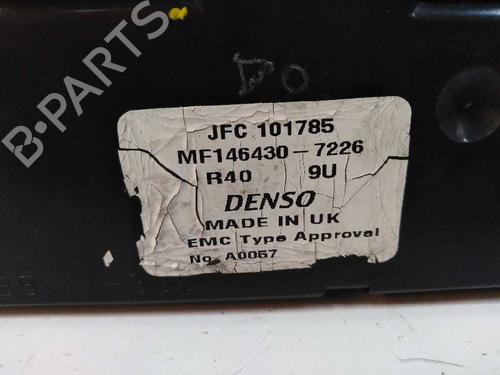 B-PARTS
DO
JFC 101785
MF146430-7226
R40 9U
DENSO
MADE IN UK
EMC Type Approval
No. A0057